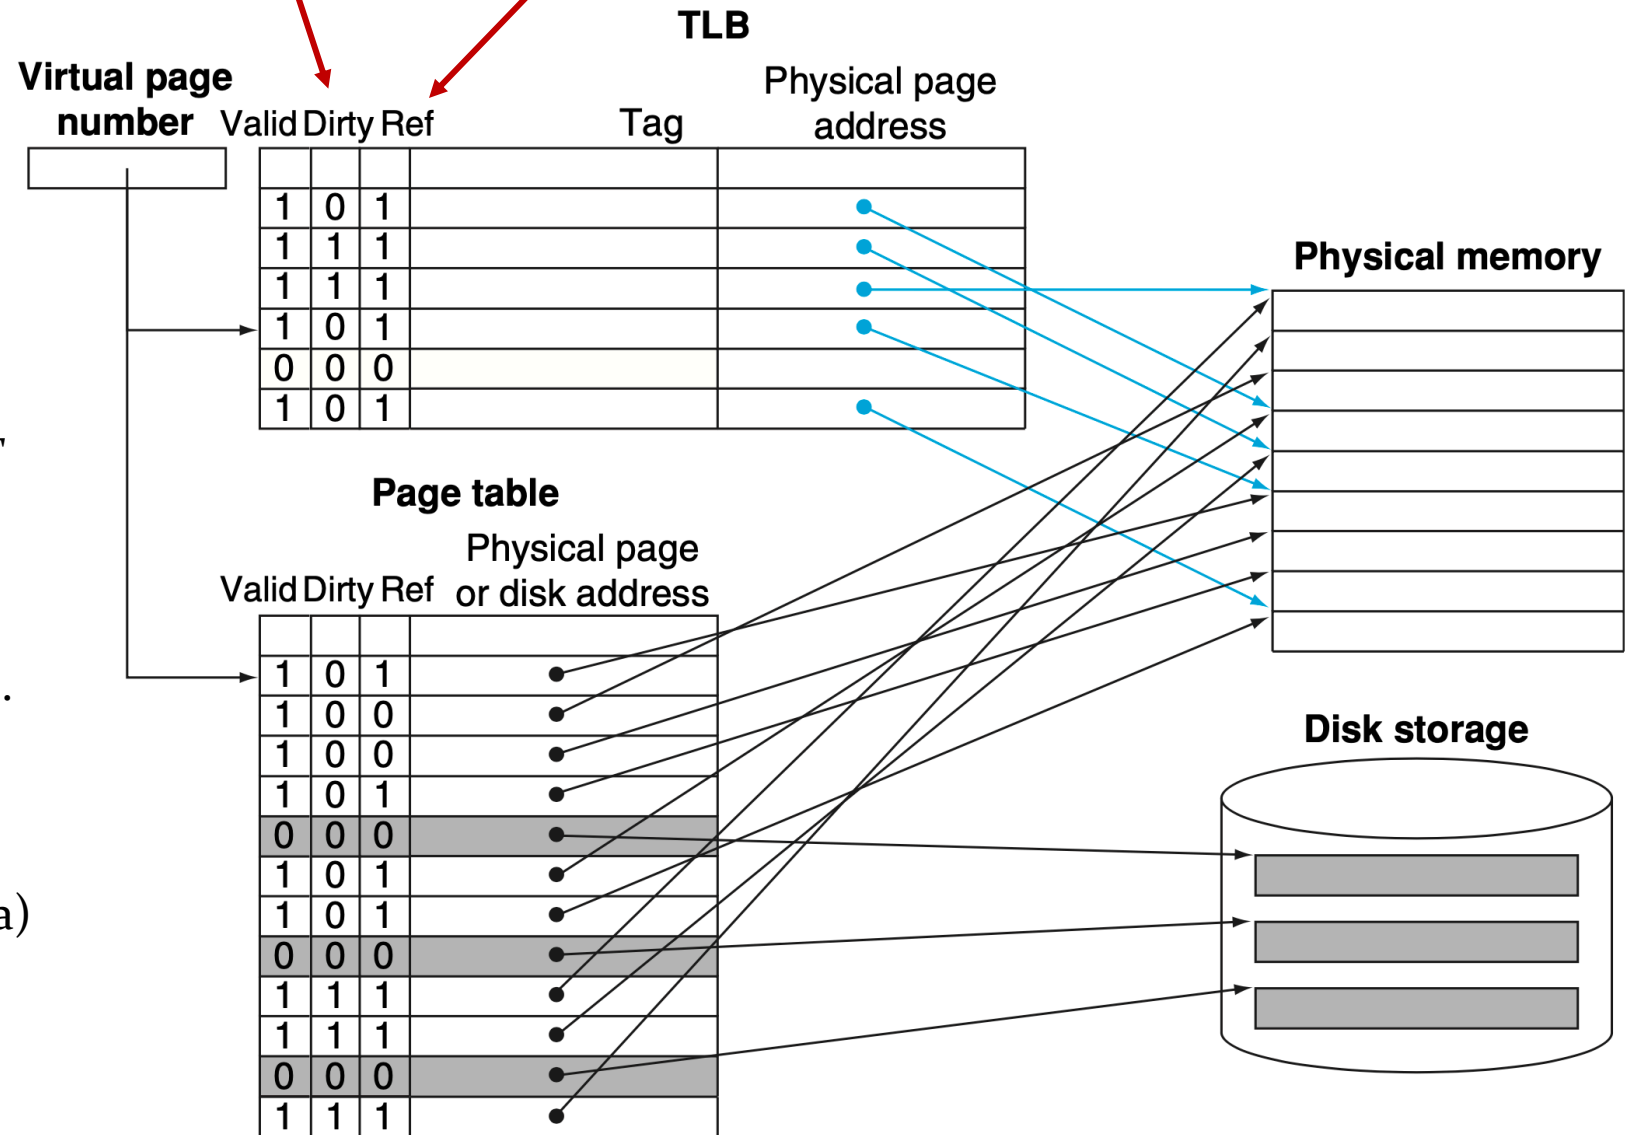 TLB
Virtual page
number
Valid Dirty Ref
Tag
Physical page
address
1 0 1
1 1 1
1 1 1
1 0 1
0 0 0
1 0 1
Physical memory
Page table
Valid Dirty Ref
Physical page
or disk address
1 0 1
1 0 0
1 0 0
1 0 1
0 0 0
1 0 1
1 0 1
0 0 0
1 1 1
1 1 1
0 0 0
1 1 1
Disk storage
.
a)